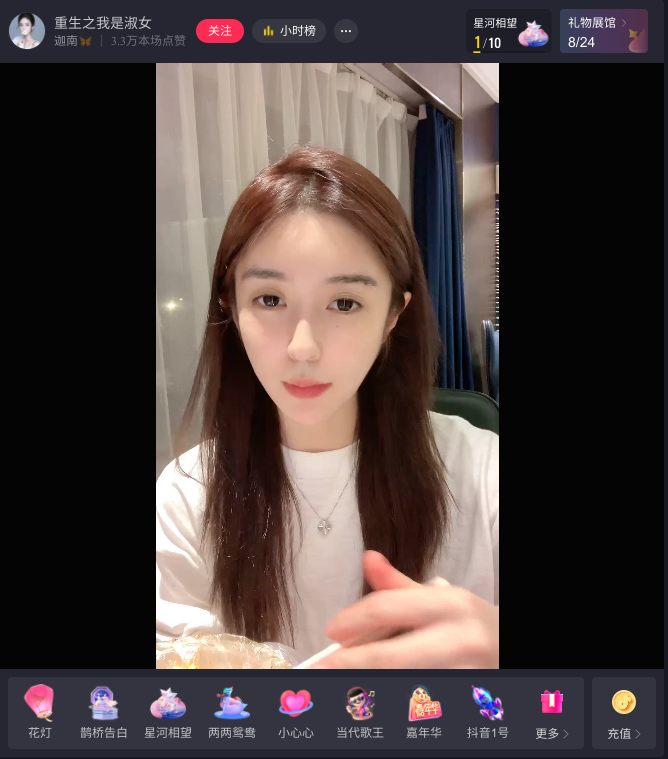 重生之我是淑女
迦南🦋 | 3.3万本场点赞
关注
小时榜
星河相望
1/10
礼物展馆
8/24
花灯
鹊桥告白
星河相望
两两鸳鸯
小心心
当代歌王
嘉年华
抖音1号
更多
充值